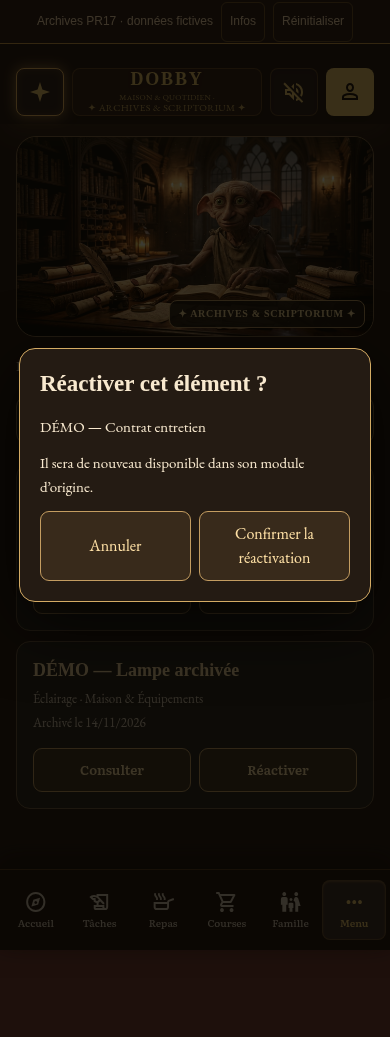 Archives PR17 · données fictives
Infos
Réinitialiser
DOBBY
MAISON & QUOTIDIEN
✦ ARCHIVES & SCRIPTORIUM ✦
✦ ARCHIVES & SCRIPTORIUM ✦
Réactiver cet élément ?
DÉMO — Contrat entretien
Il sera de nouveau disponible dans son module
d'origine.
Annuler
Confirmer la
réactivation
DÉMO — Lampe archivée
Éclairage · Maison & Équipements
Archivé le 14/11/2026
Consulter
Réactiver
Accueil
Tâches
Repas
Courses
Famille
Menu